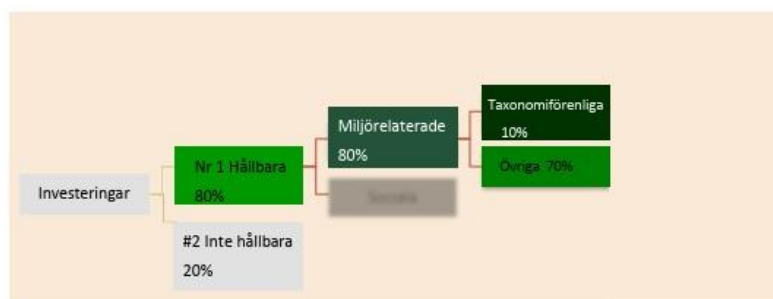 Investeringar
Nr 1 Hållbara
80%
#2 Inte hållbara
20%
Miljörelaterade
80%
Taxonomiförenliga
10%
Övriga 70%